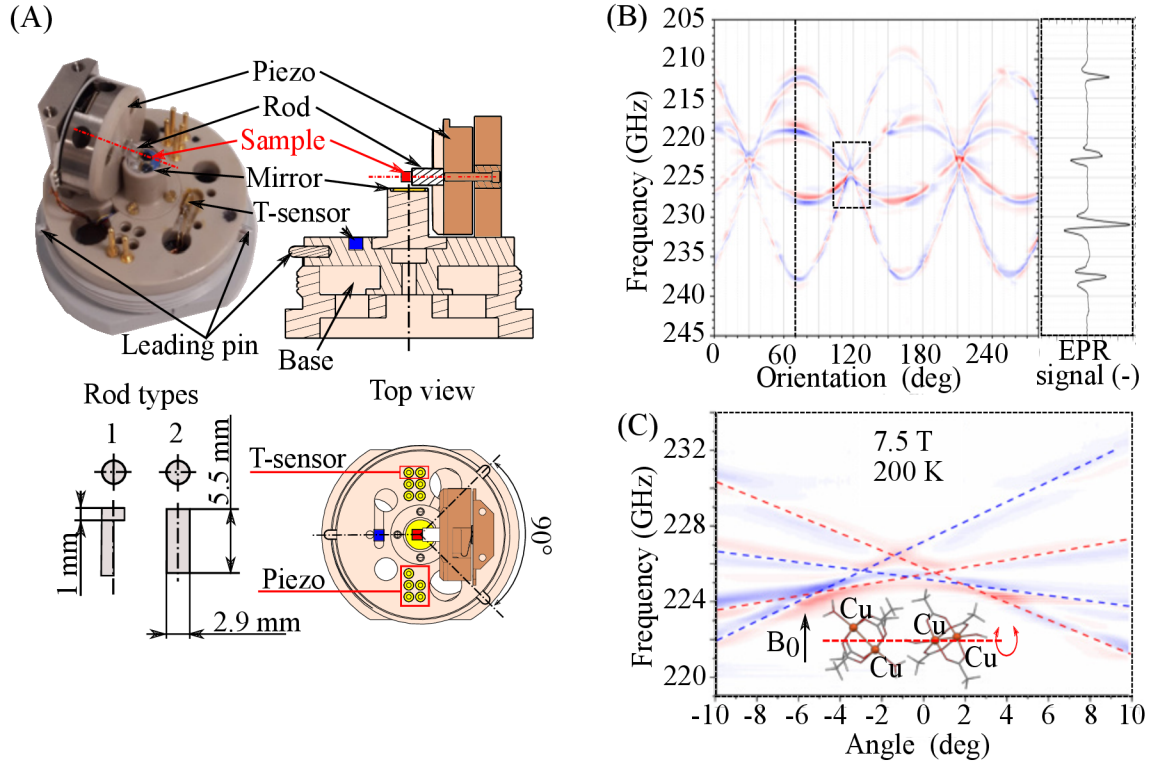 (A)
Piezo
Rod
Sample
Mirror
T-sensor
Leading pin
Base
Rod types
1
2
5.5 mm
1 mm
2.9 mm
Top view
T-sensor
Piezo
90°
(B)
Frequency (GHz)
205
210
215
220
225
230
235
240
245
0 60 120 180 240
Orientation (deg)
EPR
signal (-)
(C)
7.5 T
200 K
Frequency (GHz)
232
228
224
220
B0
Cu
Cu
Cu
Cu
-10 -8 -6 -4 -2 0 2 4 6 8 10
Angle (deg)